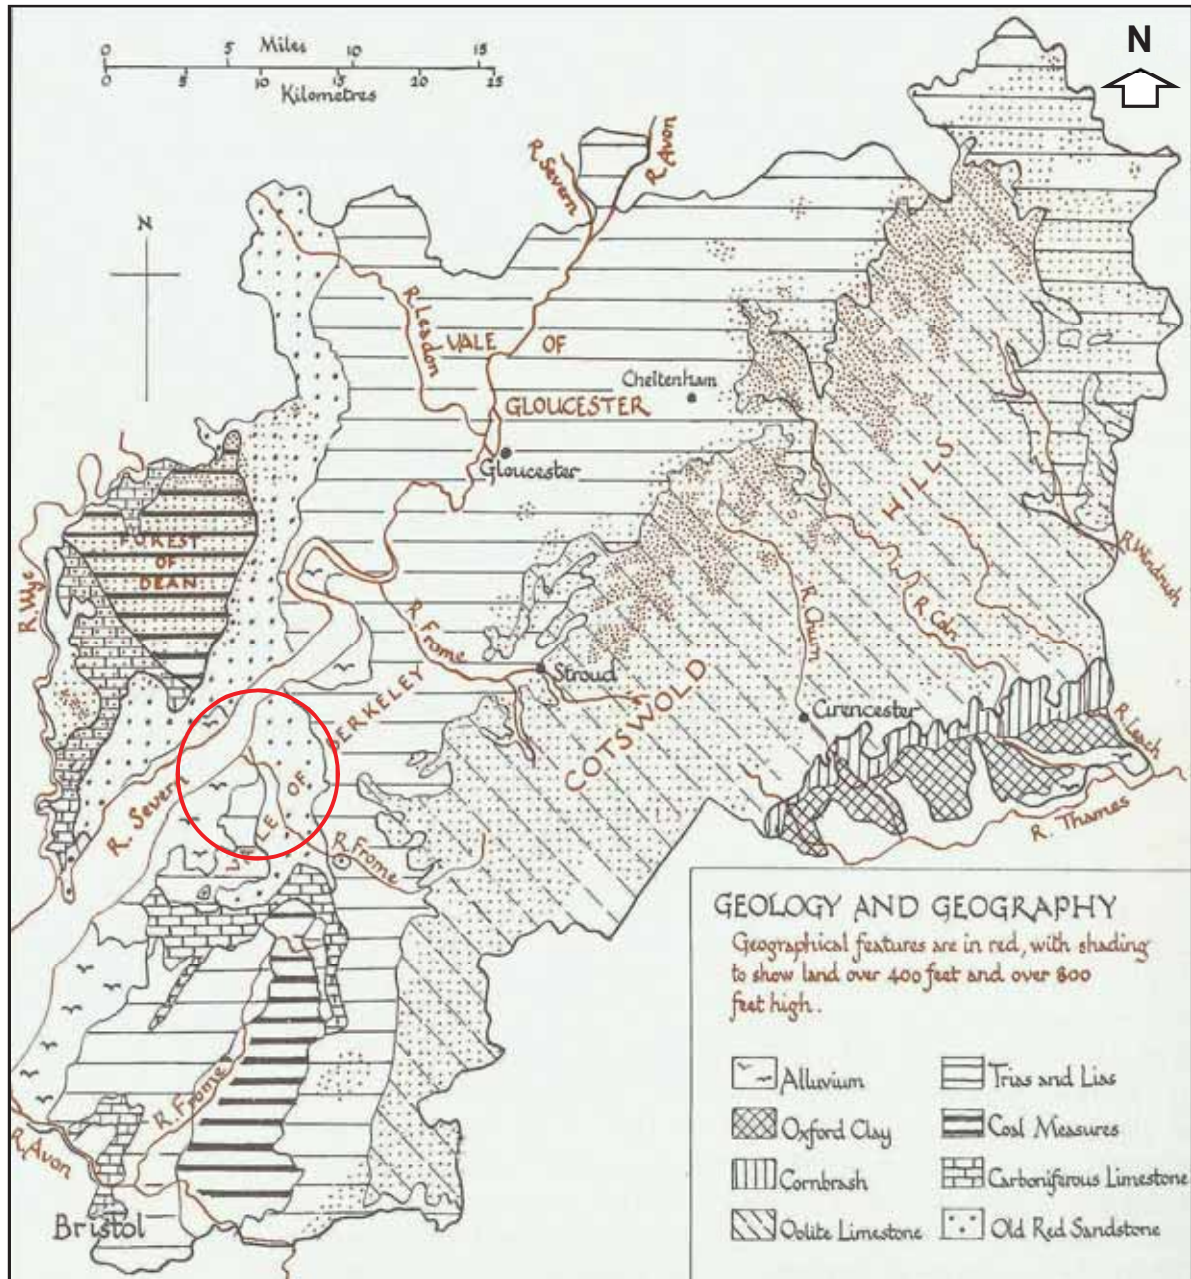 0 5 Miles 10 15
0 5 10 15 20 25
Kilometres
N
N
R Severn
R Avon
R. Leadon
VALE OF
GLOUCESTER
Cheltenham
Gloucester
HILLS
FOREST
OF
DEAN
R. Wye
R. Windrush
R. Frome
R. Churn
R. Coln
Stroud
COTSWOLD
Cirencester
R. Leach
R. Thames
VALE OF BERKELEY
R. Severn
R. Frome
R. Frome
R. Avon
Bristol
GEOLOGY AND GEOGRAPHY
Geographical features are in red, with shading
to show land over 400 feet and over 800
feet high.
Alluvium
Trias and Lias
Oxford Clay
Coal Measures
Cornbrash
Carboniferous Limestone
Oolite Limestone
Old Red Sandstone